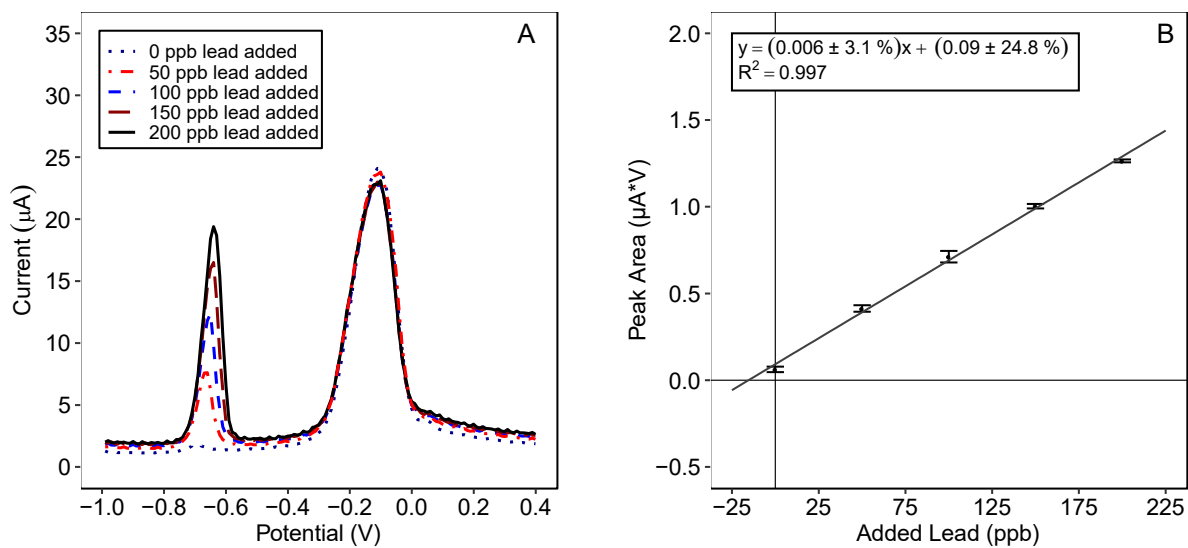 A
35
30
25
20
15
10
5
0
Current (μA)
0 ppb lead added
50 ppb lead added
100 ppb lead added
150 ppb lead added
200 ppb lead added
−1.0 −0.8 −0.6 −0.4 −0.2 0.0 0.2 0.4
Potential (V)
B
2.0
1.5
1.0
0.5
0.0
−0.5
Peak Area (μA*V)
y = (0.006 ± 3.1 %)x + (0.09 ± 24.8 %)
R² = 0.997
−25 25 75 125 175 225
Added Lead (ppb)